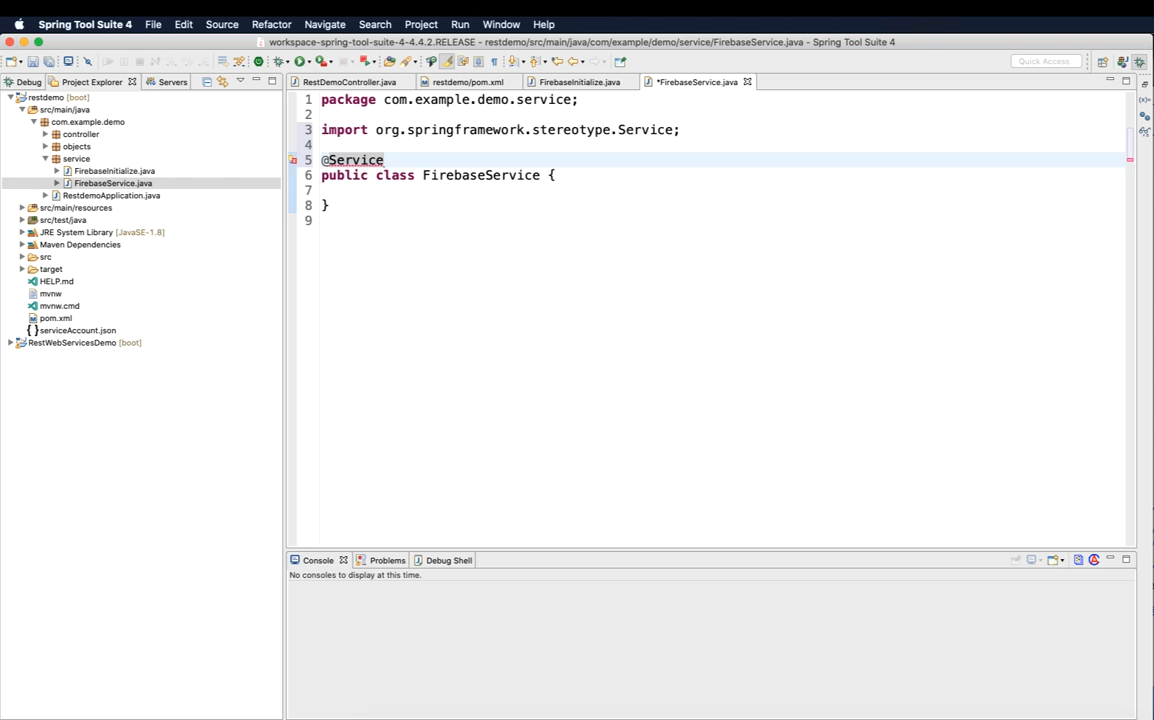 Spring Tool Suite 4 File Edit Source Refactor Navigate Search Project Run Window Help
workspace-spring-tool-suite-4-4.4.2.RELEASE - restdemo/src/main/java/com/example/demo/service/FirebaseService.java - Spring Tool Suite 4
Quick Access
Debug Project Explorer Servers
RestDemoController.java restdemo/pom.xml FirebaseInitialize.java *FirebaseService.java
restdemo [boot]
src/main/java
com.example.demo
controller
objects
service
FirebaseInitialize.java
FirebaseService.java
RestdemoApplication.java
src/main/resources
src/test/java
JRE System Library [JavaSE-1.8]
Maven Dependencies
src
target
HELP.md
mvnw
mvnw.cmd
pom.xml
serviceAccount.json
RestWebServicesDemo [boot]
1 package com.example.demo.service;
2
3 import org.springframework.stereotype.Service;
4
5 @Service
6 public class FirebaseService {
7
8 }
9
Console Problems Debug Shell
No consoles to display at this time.